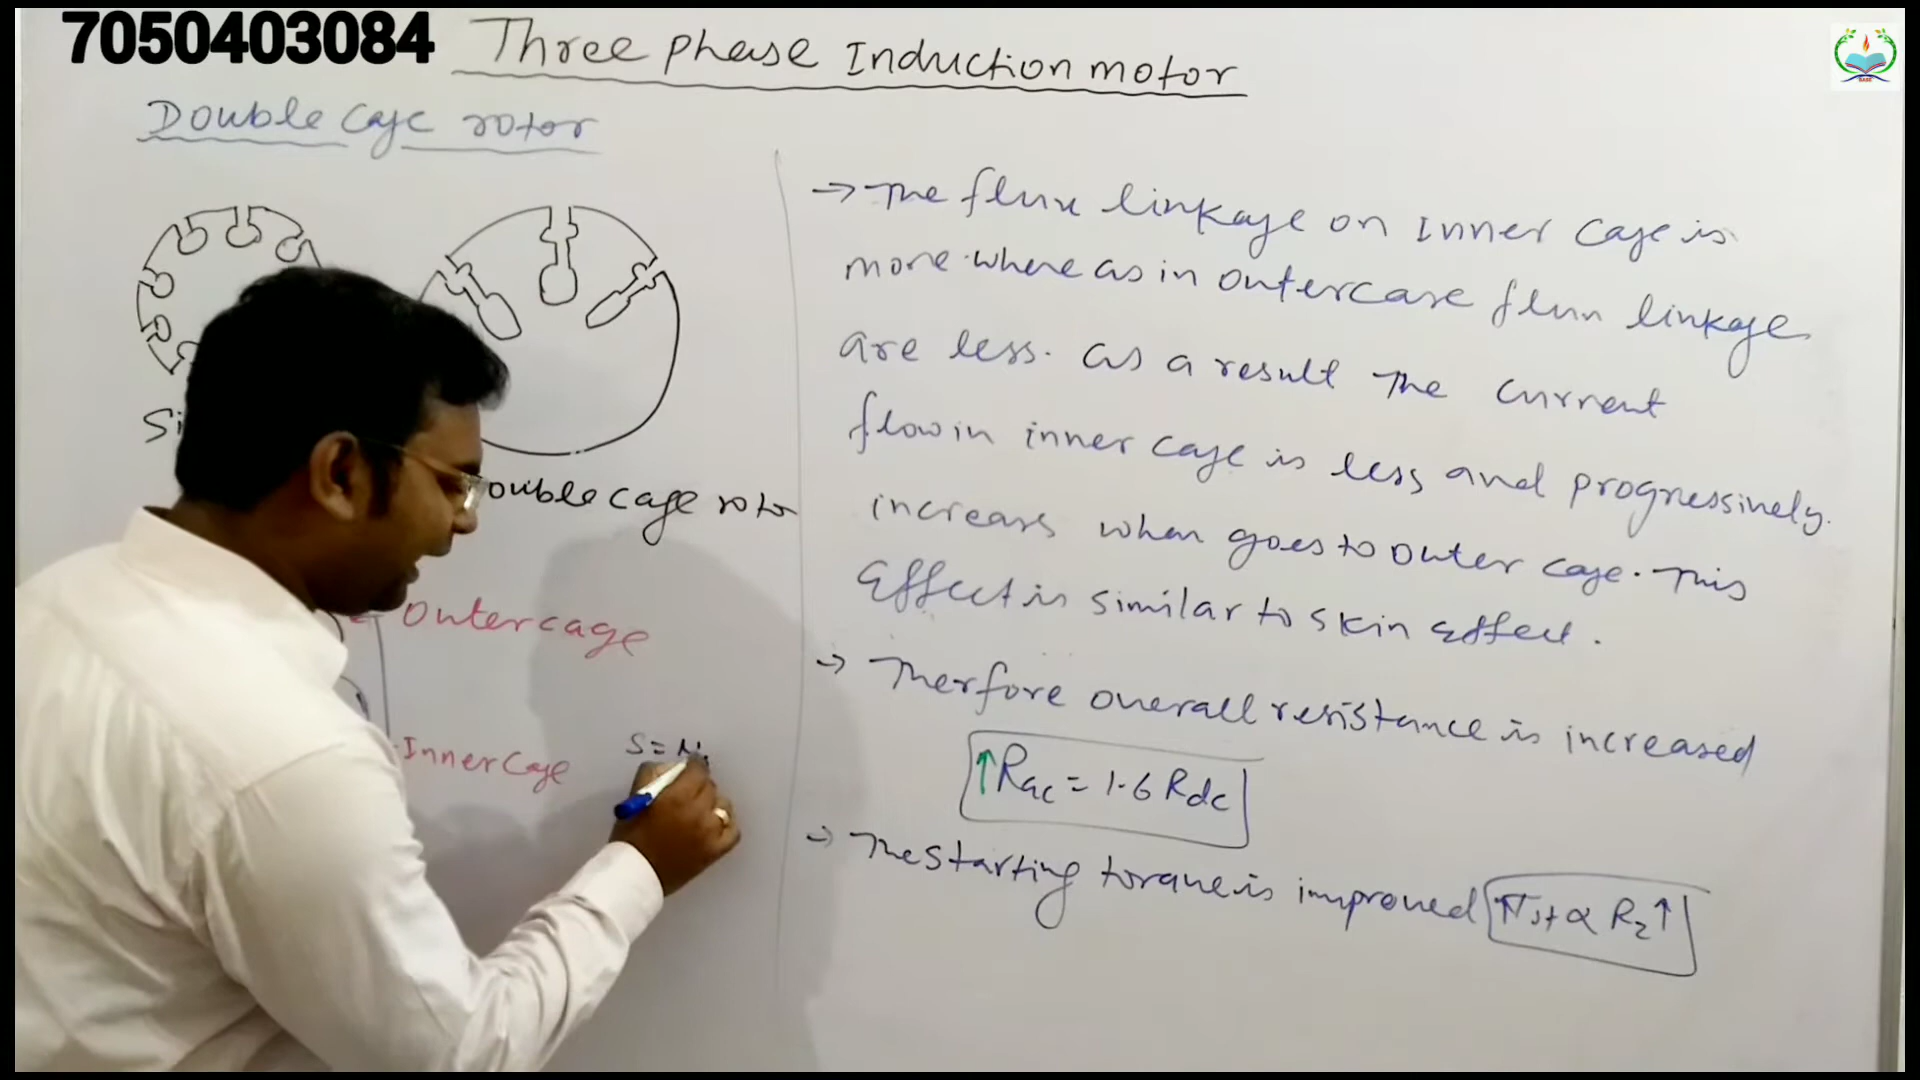 7050403084
Three phase Induction motor
Double Cage rotor
Si
ouble cage rotor
Outercage
Inner Cage
S = N
→ The flux linkage on Inner Cage is
more where as in outercage flux linkage
are less. as a result The Current
flow in inner cage is less and progressively
increases when goes to outer cage. This
Effect is similar to skin effect.
→ Therfore overall resistance is increased
↑Rac = 1.6 Rdc
→ The starting torque is improved ↑Tst ∝ R2↑